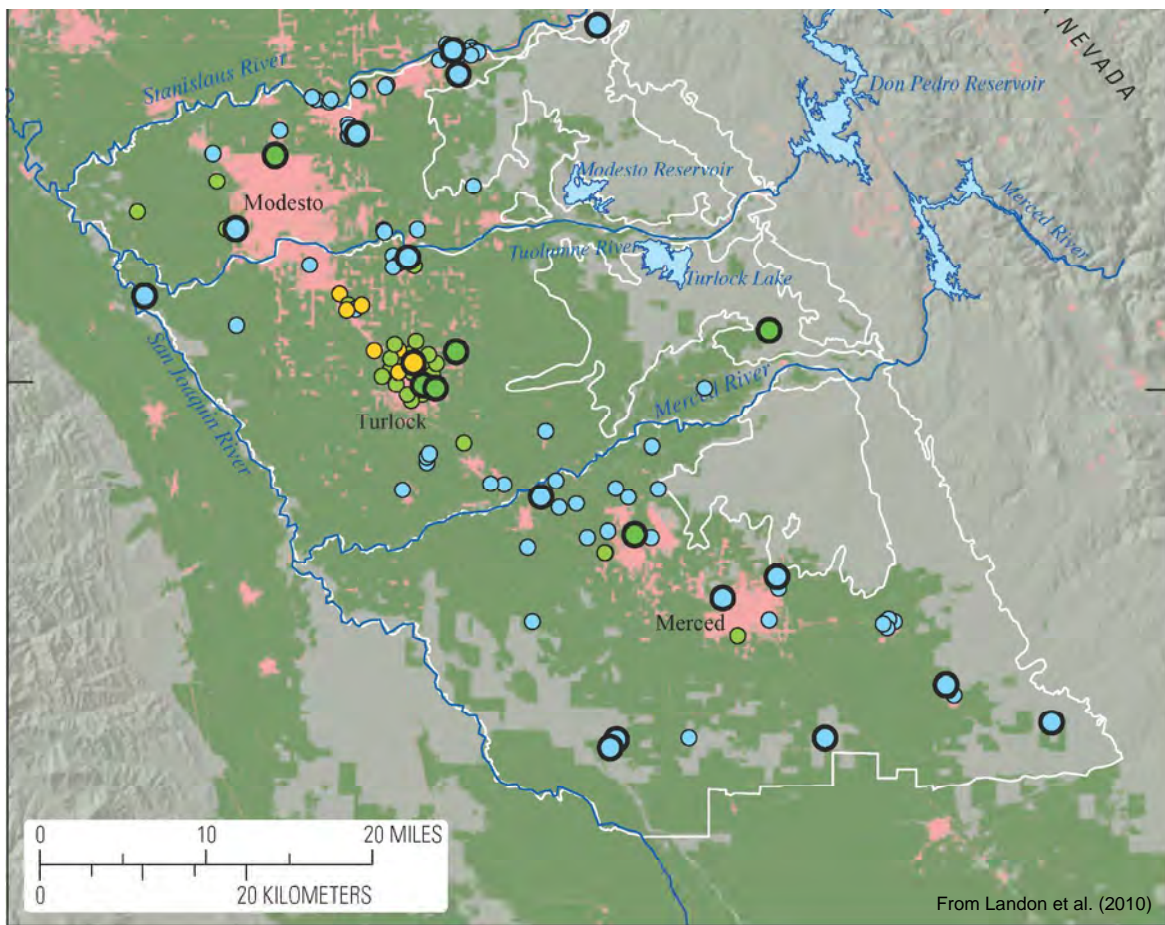 NEVADA
Stanislaus River
Don Pedro Reservoir
Modesto Reservoir
Merced River
Modesto
Tuolumne River
Turlock Lake
San Joaquin River
Merced River
Turlock
Merced
0 10 20 MILES
0 20 KILOMETERS
From Landon et al. (2010)